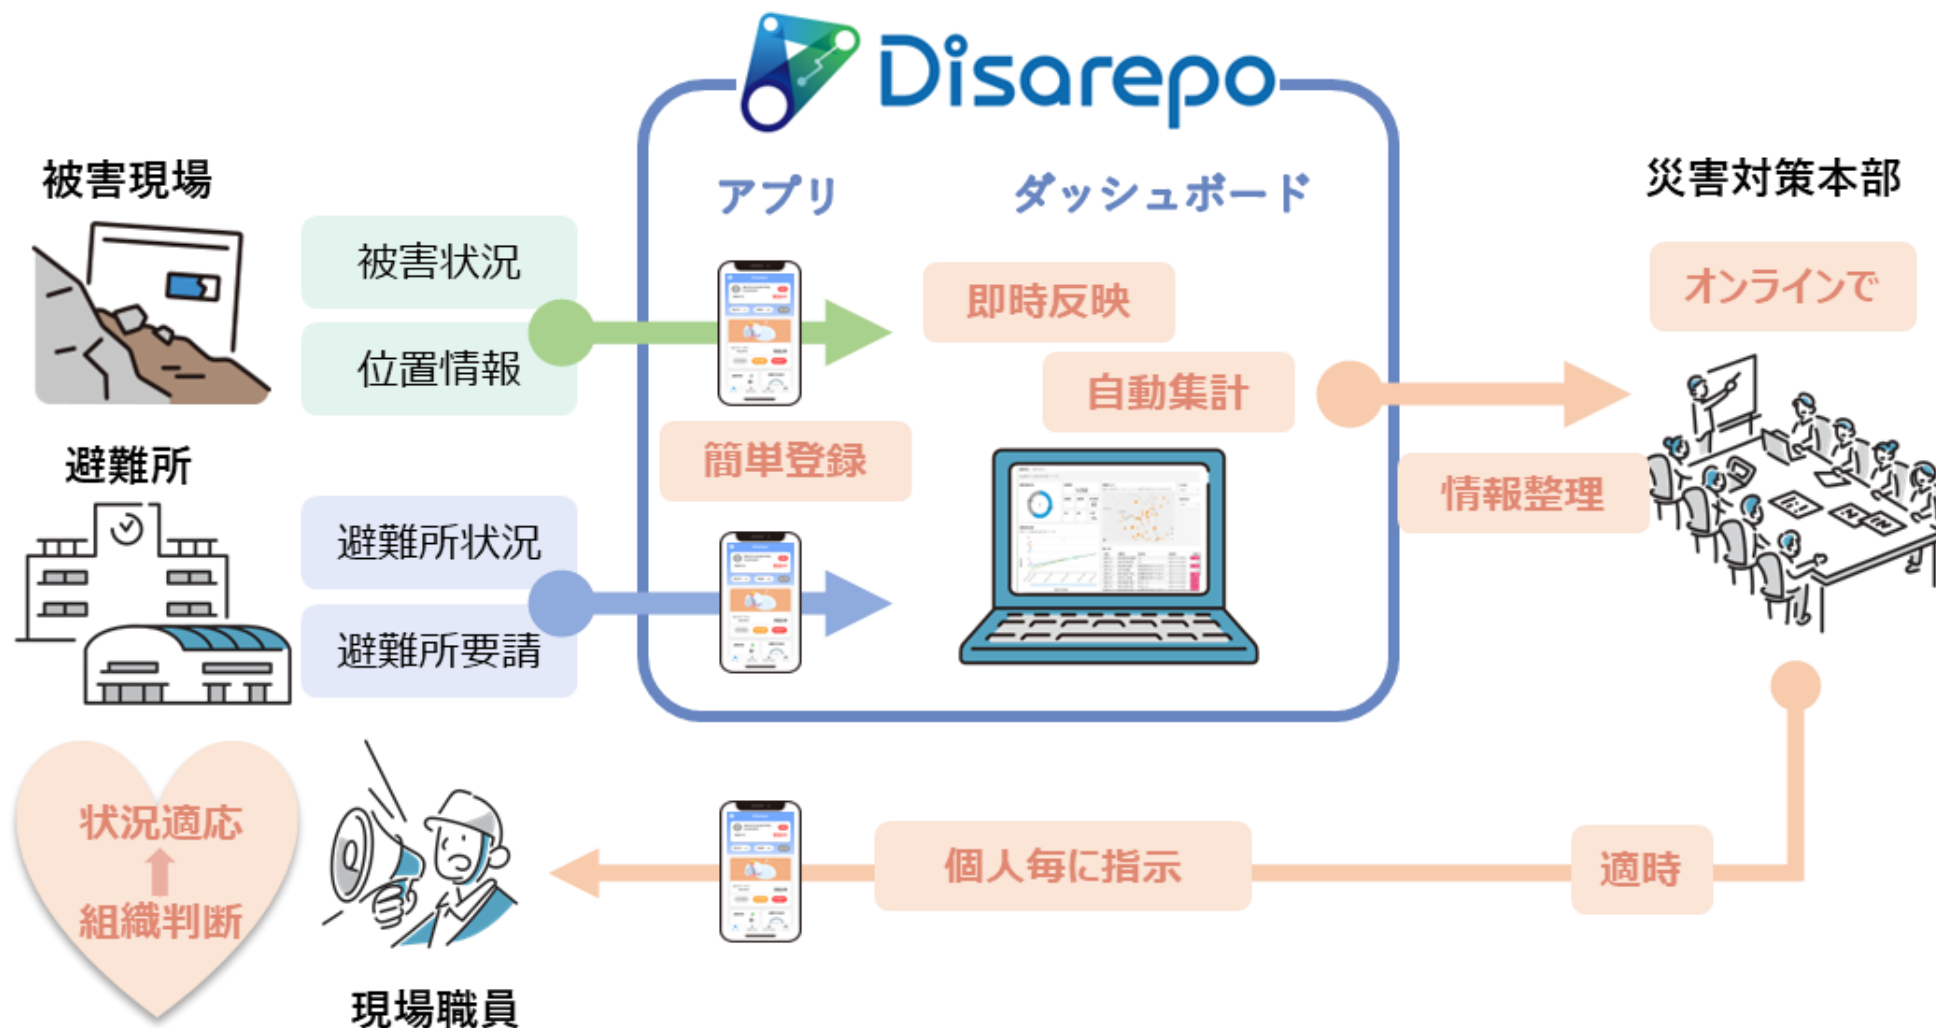 Disarepo
被害現場
被害状況
位置情報
避難所
避難所状況
避難所要請
アプリ
簡単登録
ダッシュボード
即時反映
自動集計
災害対策本部
オンラインで
情報整理
適時
個人毎に指示
現場職員
状況適応
組織判断